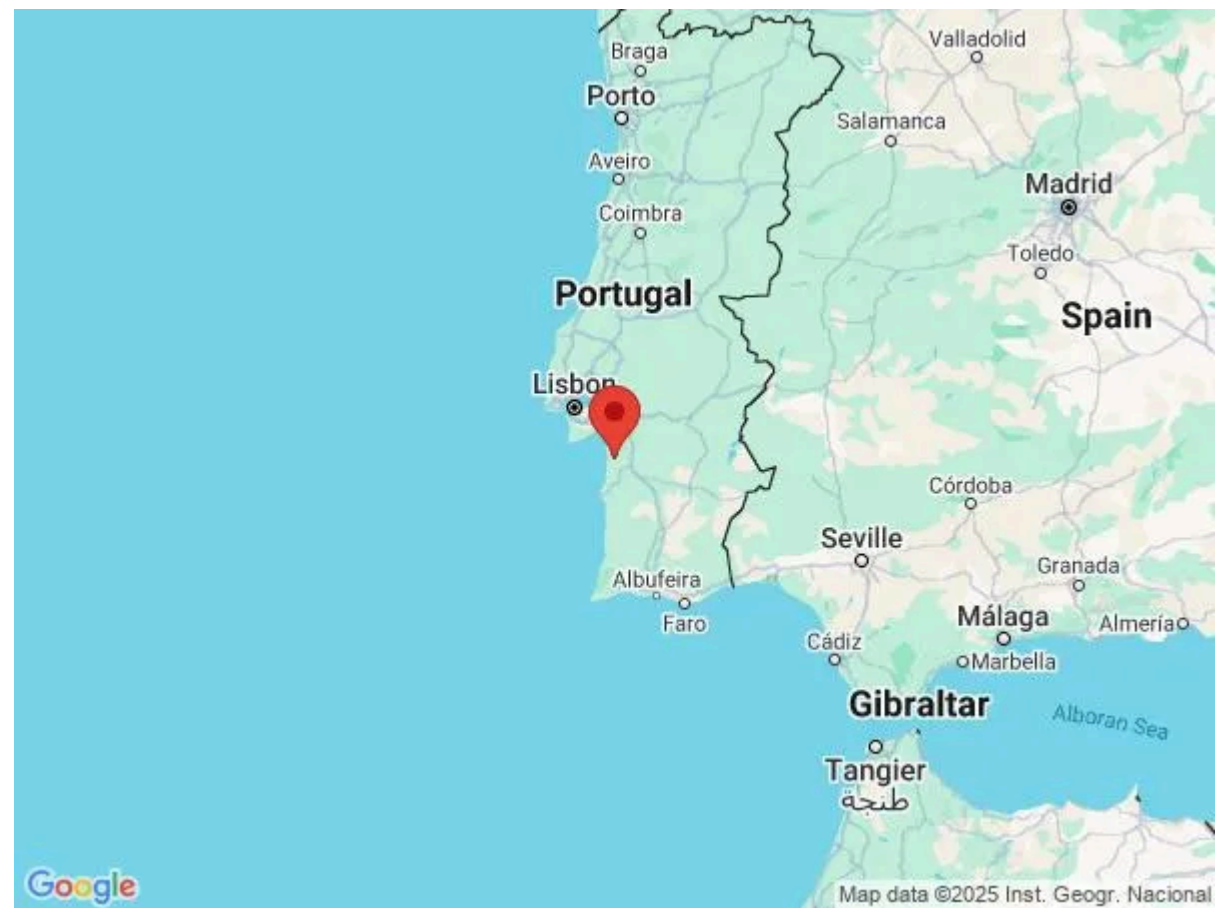 Valladolid
Braga
Porto
Salamanca
Aveiro
Madrid
Coimbra
Toledo
Portugal
Spain
Lisbon
Córdoba
Seville
Granada
Albufeira
Málaga
Almería
Faro
Cádiz
Marbella
Gibraltar
Alboran Sea
Tangier
طنجة
Google
Map data ©2025 Inst. Geogr. Nacional